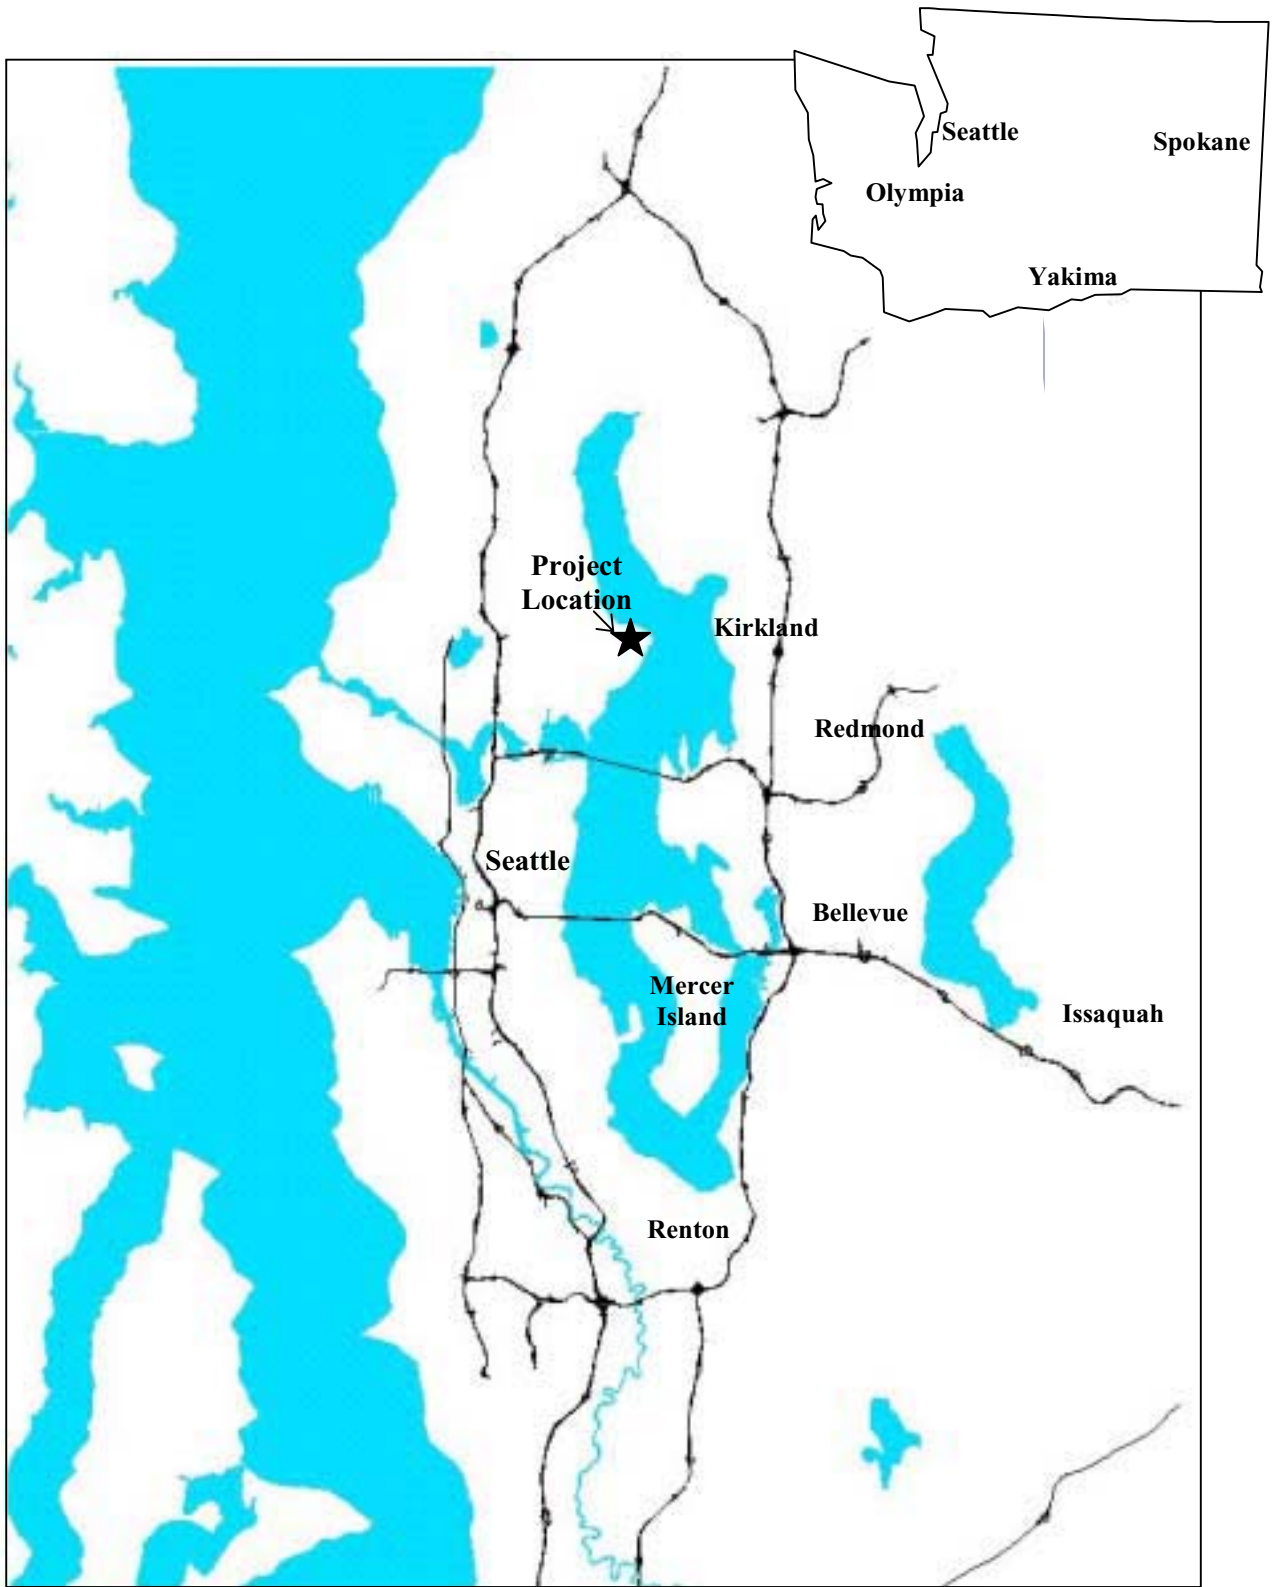 Seattle
Spokane
Olympia
Yakima
Project
Location
Kirkland
Redmond
Seattle
Bellevue
Mercer
Island
Issaquah
Renton